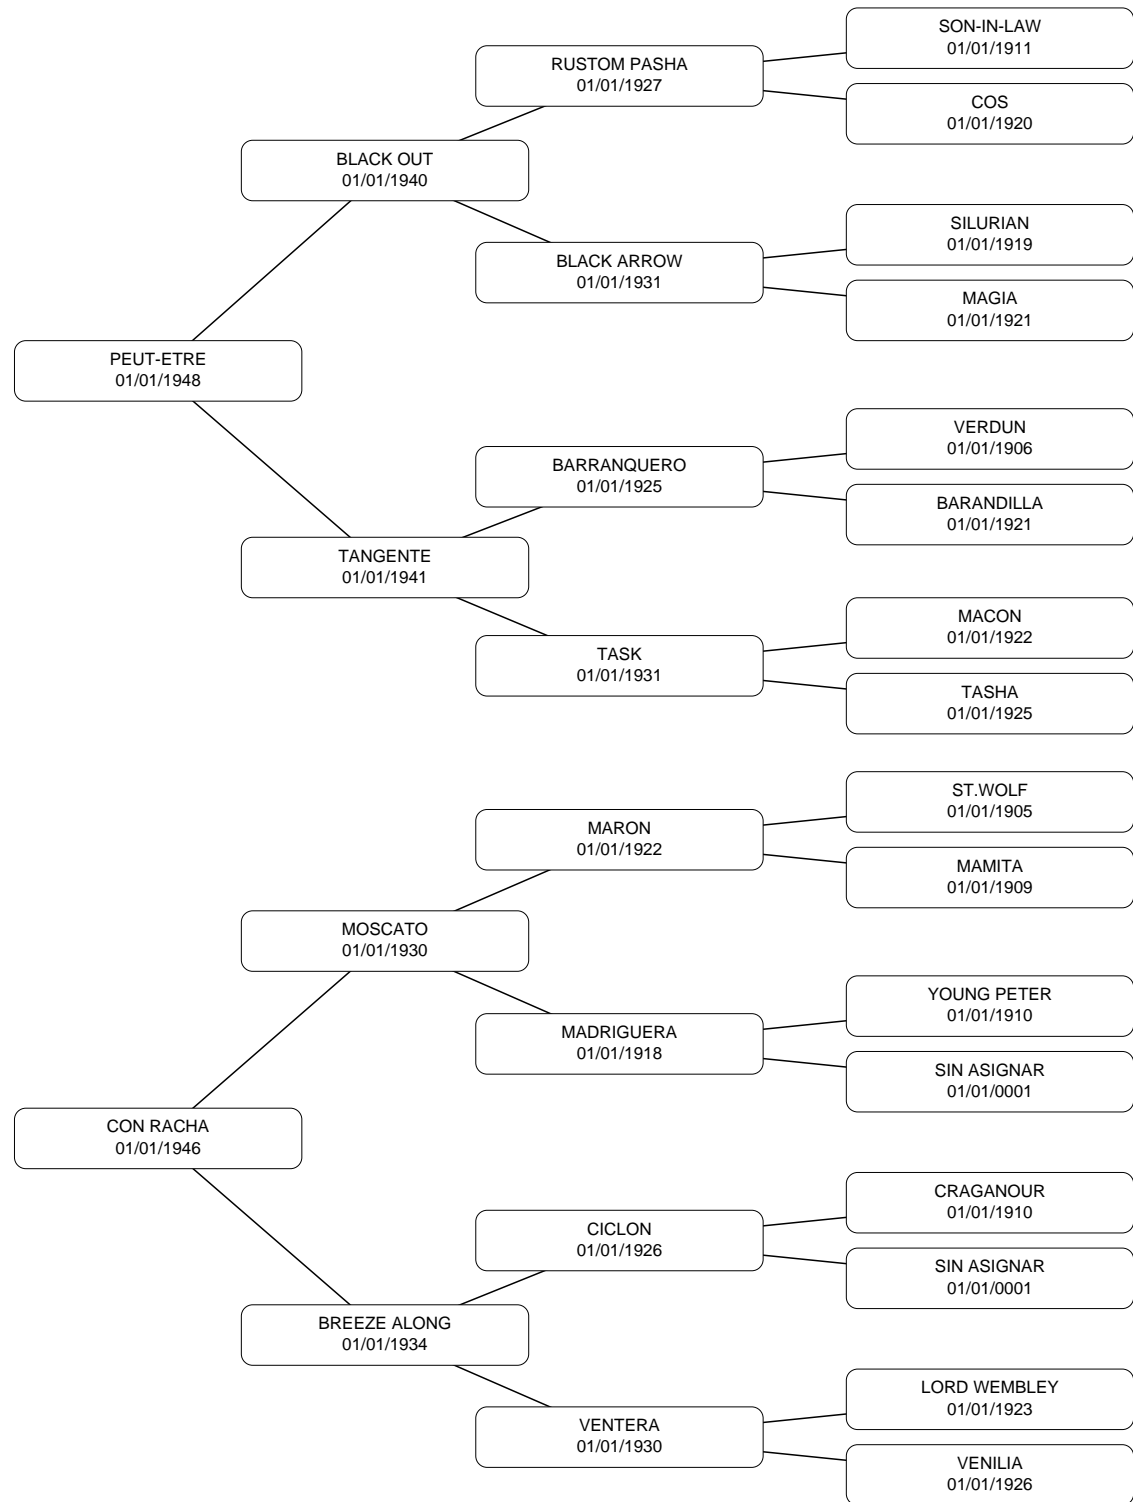 SON-IN-LAW
01/01/1911
RUSTOM PASHA
01/01/1927
COS
01/01/1920
BLACK OUT
01/01/1940
SILURIAN
01/01/1919
BLACK ARROW
01/01/1931
MAGIA
01/01/1921
PEUT-ETRE
01/01/1948
VERDUN
01/01/1906
BARRANQUERO
01/01/1925
BARANDILLA
01/01/1921
TANGENTE
01/01/1941
MACON
01/01/1922
TASK
01/01/1931
TASHA
01/01/1925
ST.WOLF
01/01/1905
MARON
01/01/1922
MAMITA
01/01/1909
MOSCATO
01/01/1930
YOUNG PETER
01/01/1910
MADRIGUERA
01/01/1918
SIN ASIGNAR
01/01/0001
CON RACHA
01/01/1946
CRAGANOUR
01/01/1910
CICLON
01/01/1926
SIN ASIGNAR
01/01/0001
BREEZE ALONG
01/01/1934
LORD WEMBLEY
01/01/1923
VENTERA
01/01/1930
VENILIA
01/01/1926